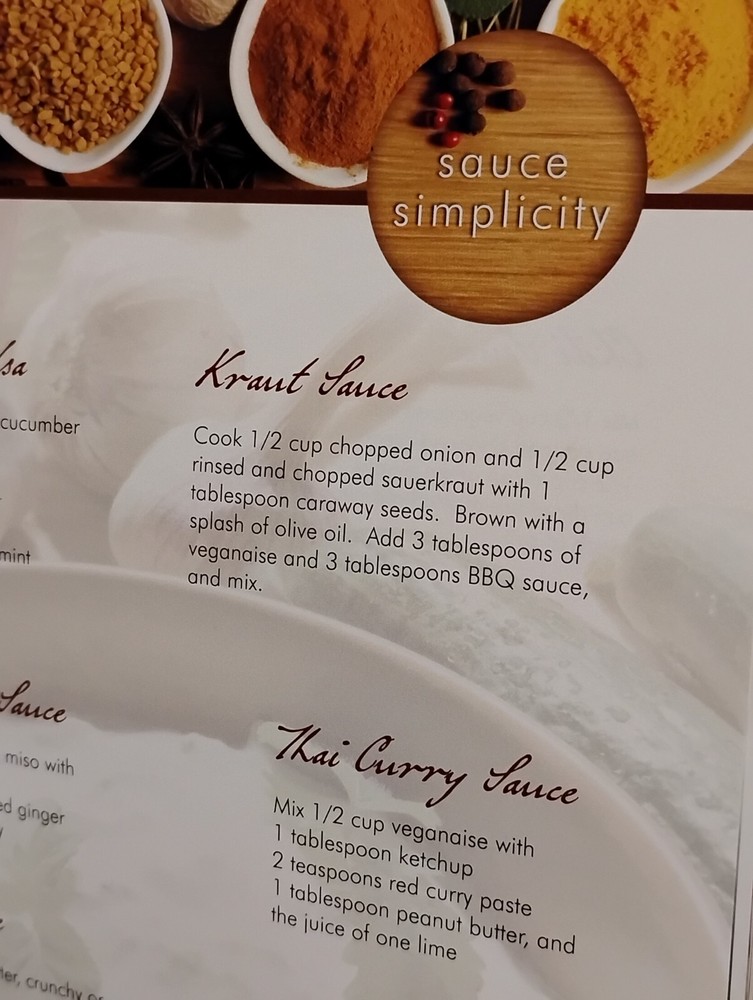 sauce
simplicity
cucumber
mint
Sauce
miso with
ginger
crunchy or
Kraut Sauce
Cook 1/2 cup chopped onion and 1/2 cup
rinsed and chopped sauerkraut with 1
tablespoon caraway seeds.  Brown with a
splash of olive oil.  Add 3 tablespoons of
veganaise and 3 tablespoons BBQ sauce,
and mix.
Thai Curry Sauce
Mix 1/2 cup veganaise with
1 tablespoon ketchup
2 teaspoons red curry paste
1 tablespoon peanut butter, and
the juice of one lime